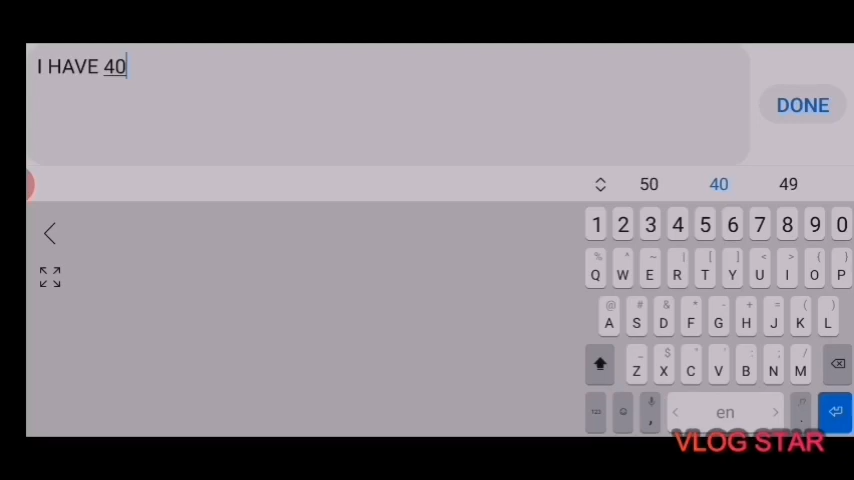 I HAVE 40
DONE
50 40 49
1 2 3 4 5 6 7 8 9 0
% ^ ~ | [ ] < > { }
Q W E R T Y U I O P
@ # & * - + = ( )
A S D F G H J K L
_ $ " ' : ; /
Z X C V B N M
, < en > .
VLOG STAR